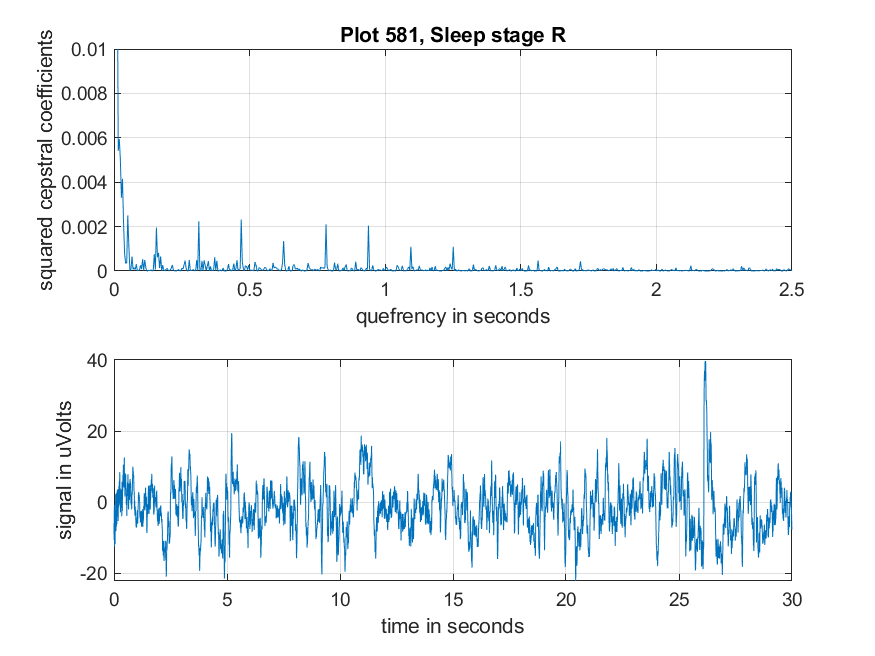 Plot 581, Sleep stage R
squared cepstral coefficients
0.01
0.008
0.006
0.004
0.002
0
0 0.5 1 1.5 2 2.5
quefrency in seconds
signal in uVolts
40
20
0
-20
0 5 10 15 20 25 30
time in seconds